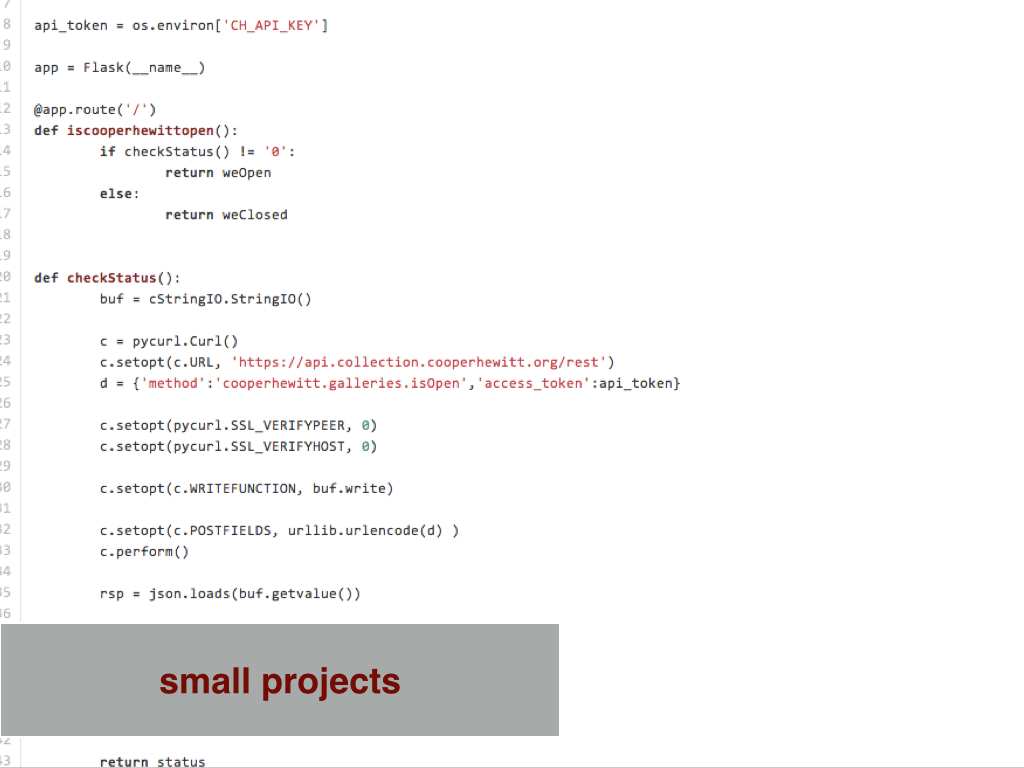 7
8 api_token = os.environ['CH_API_KEY']
9
10 app = Flask(__name__)
11
12 @app.route('/')
13 def iscooperhewittopen():
14 if checkStatus() != '0':
15 return weOpen
16 else:
17 return weClosed
18
19
20 def checkStatus():
21 buf = cStringIO.StringIO()
22
23 c = pycurl.Curl()
24 c.setopt(c.URL, 'https://api.collection.cooperhewitt.org/rest')
25 d = {'method':'cooperhewitt.galleries.isOpen','access_token':api_token}
26
27 c.setopt(pycurl.SSL_VERIFYPEER, 0)
28 c.setopt(pycurl.SSL_VERIFYHOST, 0)
29
30 c.setopt(c.WRITEFUNCTION, buf.write)
31
32 c.setopt(c.POSTFIELDS, urllib.urlencode(d) )
33 c.perform()
34
35 rsp = json.loads(buf.getvalue())
36
small projects
42
43 return status